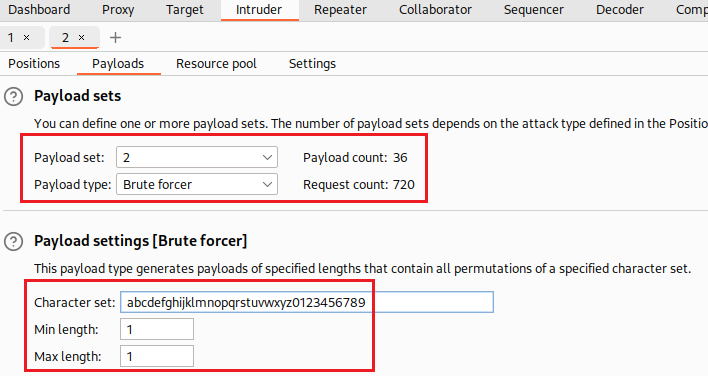 Dashboard Proxy Target Intruder Repeater Collaborator Sequencer Decoder Comp
1 × 2 × +
Positions Payloads Resource pool Settings
? Payload sets
You can define one or more payload sets. The number of payload sets depends on the attack type defined in the Positio
Payload set: 2 Payload count: 36
Payload type: Brute forcer Request count: 720
? Payload settings [Brute forcer]
This payload type generates payloads of specified lengths that contain all permutations of a specified character set.
Character set: abcdefghijklmnopqrstuvwxyz0123456789
Min length: 1
Max length: 1